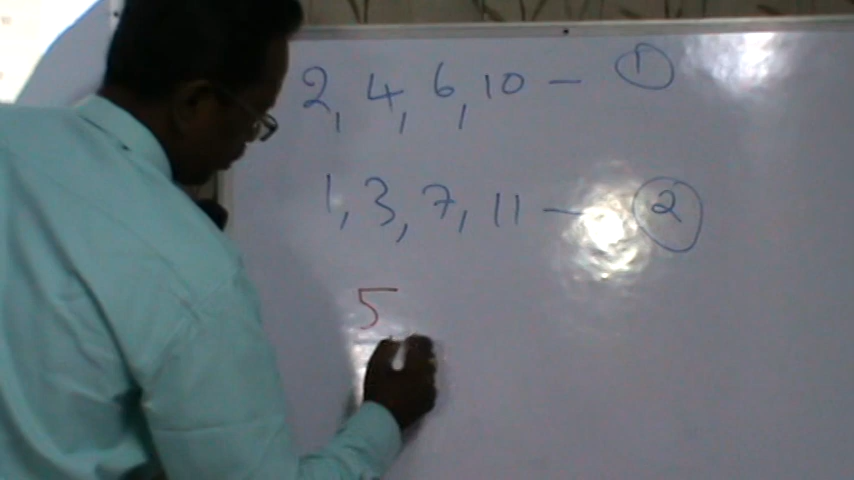 2, 4, 6, 10 — 1
1, 3, 7, 11 — 2
5